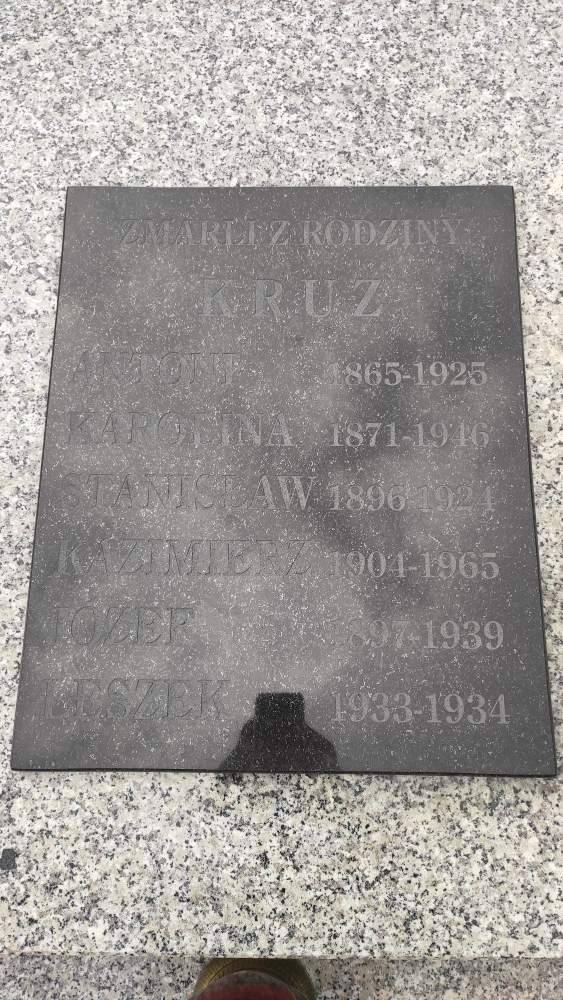 ZMARLI Z RODZINY
KRUZ
ANTONI 1865-1925
KAROLINA 1871-1946
STANISŁAW 1896-1924
KAZIMIERZ 1904-1965
JÓZEF 1897-1939
LESZEK 1933-1934